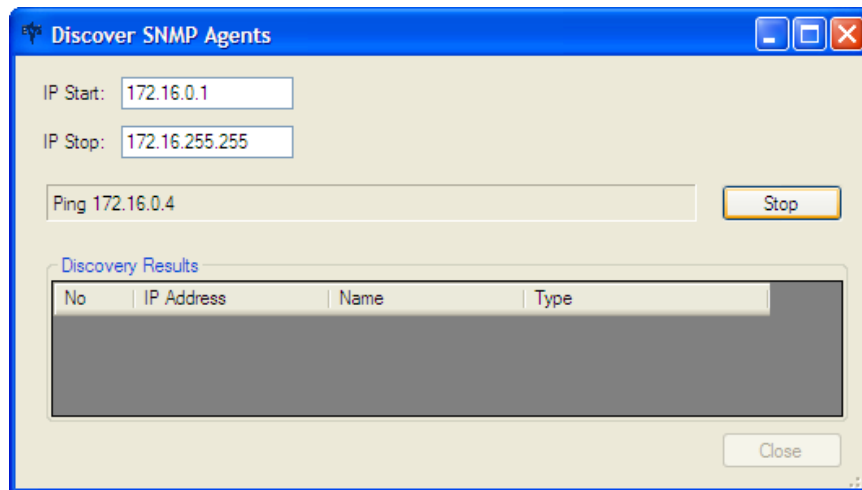 Discover SNMP Agents
IP Start: 172.16.0.1
IP Stop: 172.16.255.255
Ping 172.16.0.4 Stop
Discovery Results
No IP Address Name Type
Close